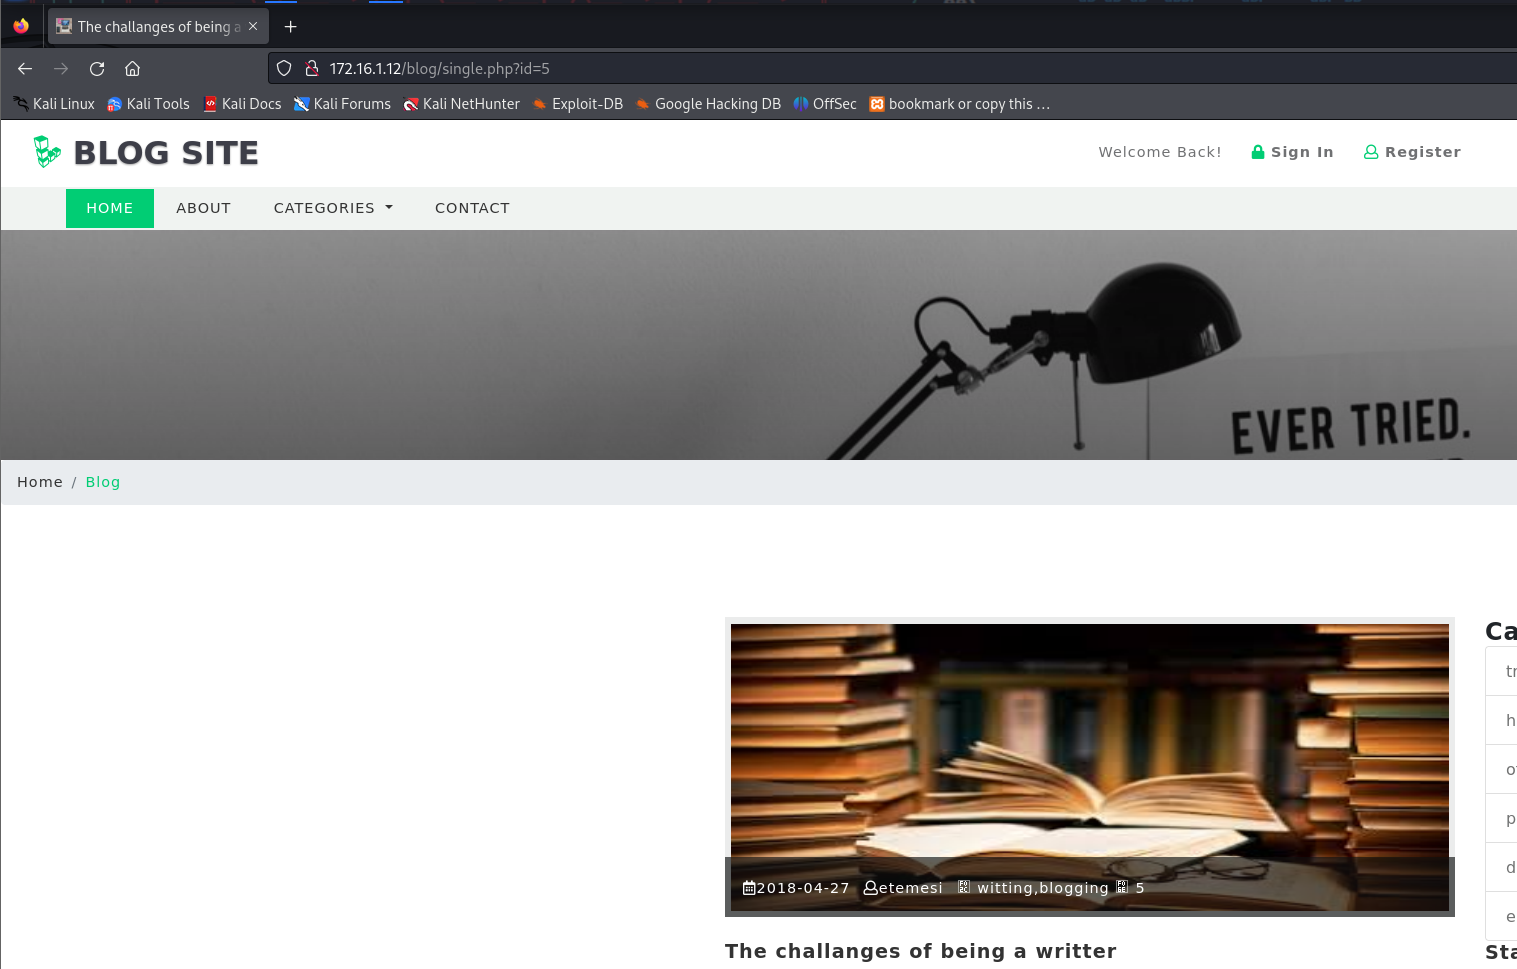 The challanges of being a
172.16.1.12/blog/single.php?id=5
Kali Linux Kali Tools Kali Docs Kali Forums Kali NetHunter Exploit-DB Google Hacking DB OffSec bookmark or copy this ...
BLOG SITE
Welcome Back! Sign In Register
HOME ABOUT CATEGORIES CONTACT
EVER TRIED.
Home / Blog
Ca
tr
h
p
d
e
2018-04-27 etemesi witting,blogging 5
The challanges of being a writter
Sta